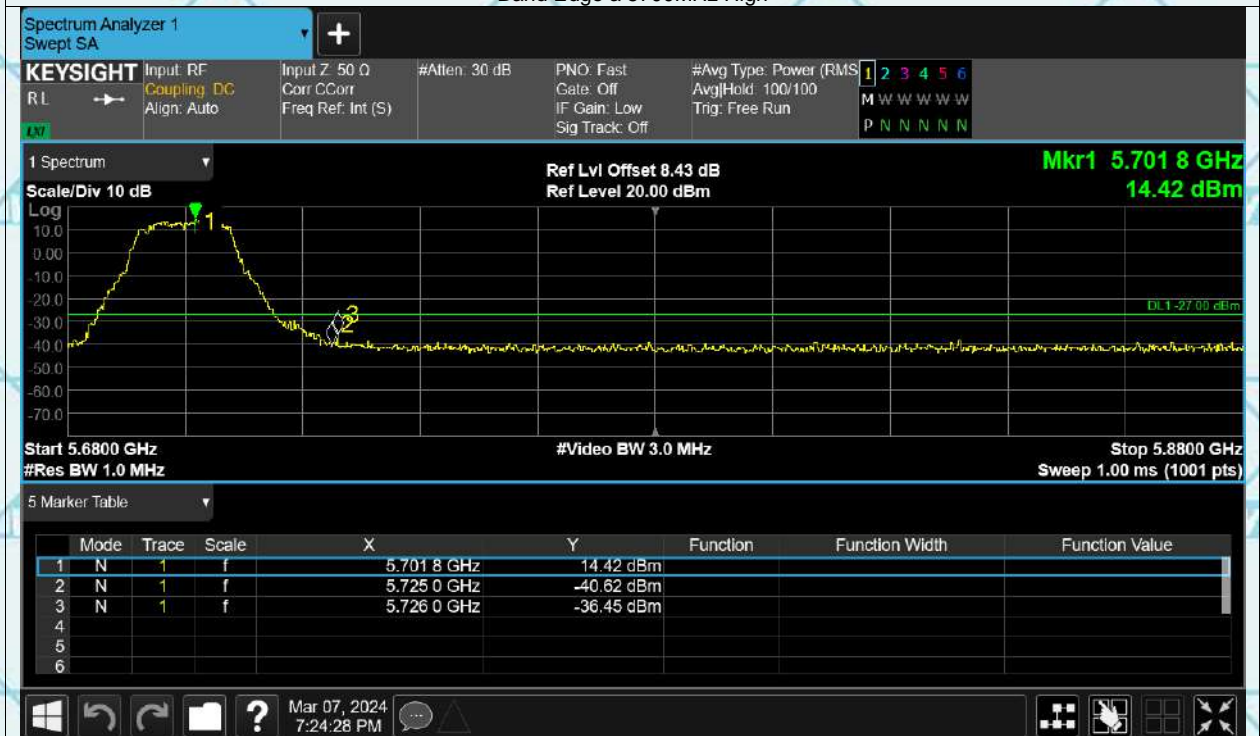 Spectrum Analyzer 1
Swept SA
+
KEYSIGHT
RL
LXI
Input: RF
Coupling: DC
Align: Auto
Input Z: 50 Ω
Corr CCorr
Freq Ref: Int (S)
#Atten: 30 dB
PNO: Fast
Gate: Off
IF Gain: Low
Sig Track: Off
#Avg Type: Power (RMS
Avg|Hold: 100/100
Trig: Free Run
1 2 3 4 5 6
M W W W W W
P N N N N N
1 Spectrum
Scale/Div 10 dB
Ref Lvl Offset 8.43 dB
Ref Level 20.00 dBm
Mkr1 5.701 8 GHz
14.42 dBm
Log
10.0
0.00
-10.0
-20.0
-30.0
-40.0
-50.0
-60.0
-70.0
1
3
2
DL1 -27.00 dBm
Start 5.6800 GHz
#Res BW 1.0 MHz
#Video BW 3.0 MHz
Stop 5.8800 GHz
Sweep 1.00 ms (1001 pts)
5 Marker Table
Mode Trace Scale X Y Function Function Width Function Value
1 N 1 f 5.701 8 GHz 14.42 dBm
2 N 1 f 5.725 0 GHz -40.62 dBm
3 N 1 f 5.726 0 GHz -36.45 dBm
4
5
6
?
Mar 07, 2024
7:24:28 PM